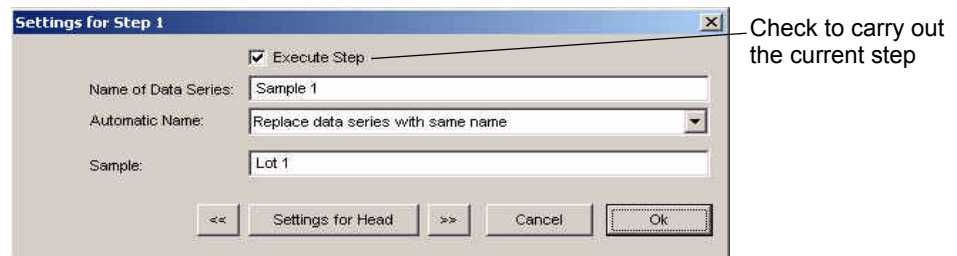 Settings for Step 1
Check to carry out
the current step
Execute Step
Name of Data Series: Sample 1
Automatic Name: Replace data series with same name
Sample: Lot 1
<< Settings for Head >> Cancel Ok